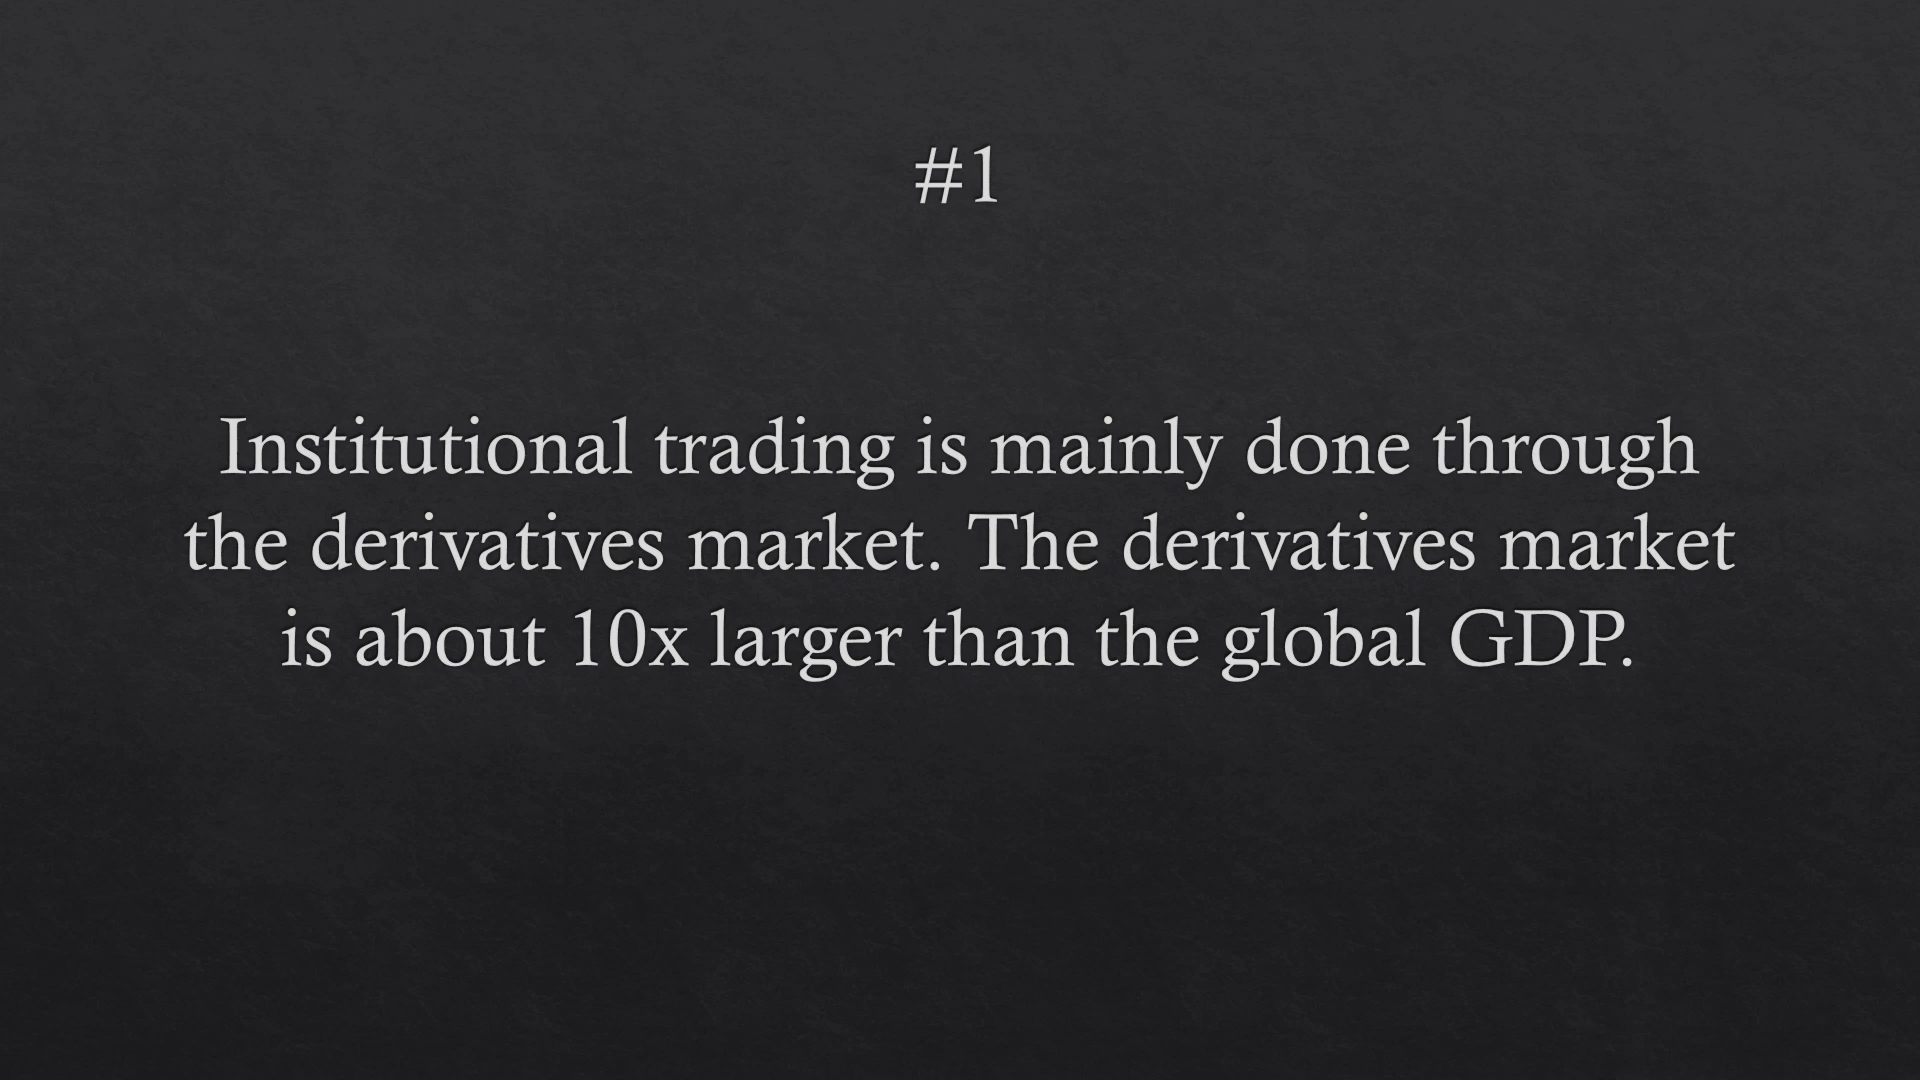 #1
Institutional trading is mainly done through
the derivatives market. The derivatives market
is about 10x larger than the global GDP.